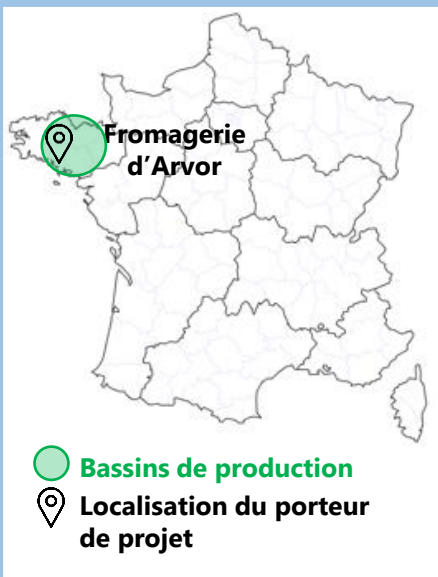 Fromagerie
d’Arvor
Bassins de production
Localisation du porteur
de projet